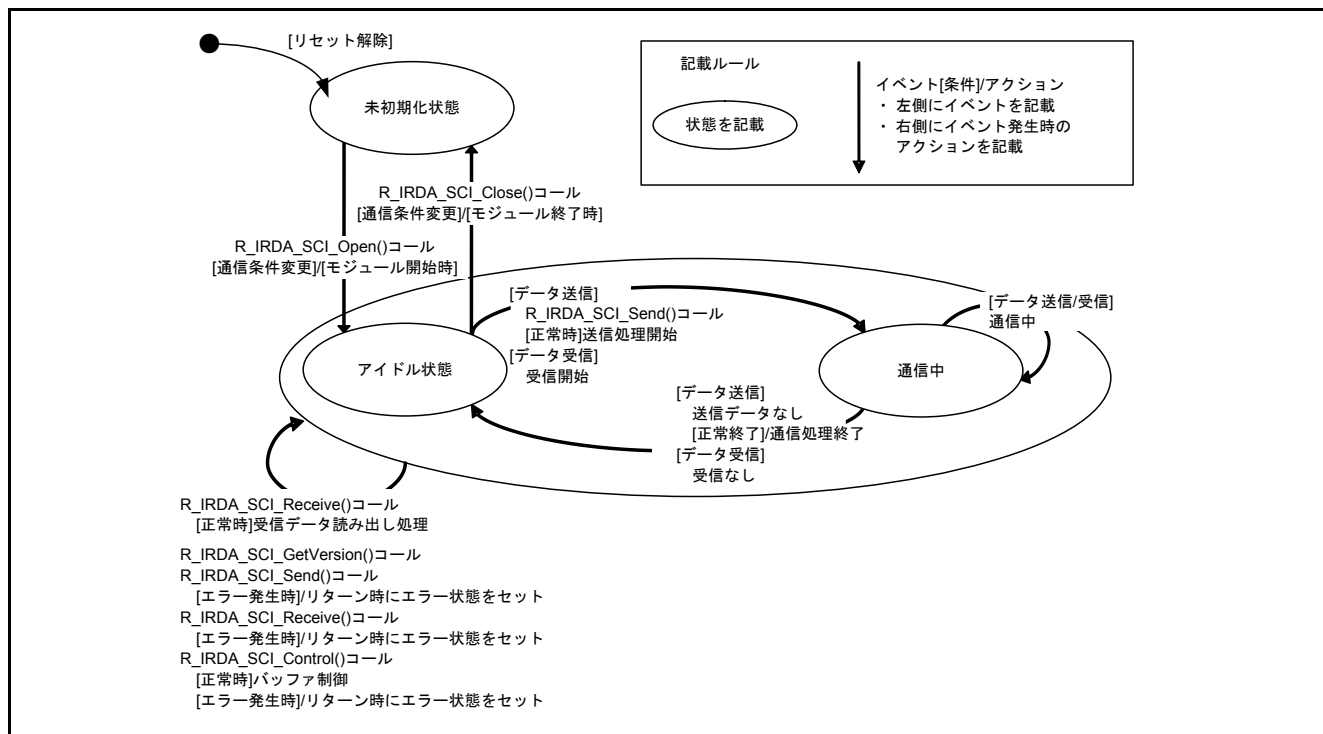 [リセット解除]
未初期化状態
記載ルール
状態を記載
イベント[条件]/アクション
・ 左側にイベントを記載
・ 右側にイベント発生時の
アクションを記載
R_IRDA_SCI_Close()コール
[通信条件変更]/[モジュール終了時]
R_IRDA_SCI_Open()コール
[通信条件変更]/[モジュール開始時]
[データ送信]
R_IRDA_SCI_Send()コール
[正常時]送信処理開始
[データ受信]
受信開始
[データ送信/受信]
通信中
アイドル状態
通信中
[データ送信]
送信データなし
[正常終了]/通信処理終了
[データ受信]
受信なし
R_IRDA_SCI_Receive()コール
[正常時]受信データ読み出し処理
R_IRDA_SCI_GetVersion()コール
R_IRDA_SCI_Send()コール
[エラー発生時]/リターン時にエラー状態をセット
R_IRDA_SCI_Receive()コール
[エラー発生時]/リターン時にエラー状態をセット
R_IRDA_SCI_Control()コール
[正常時]バッファ制御
[エラー発生時]/リターン時にエラー状態をセット